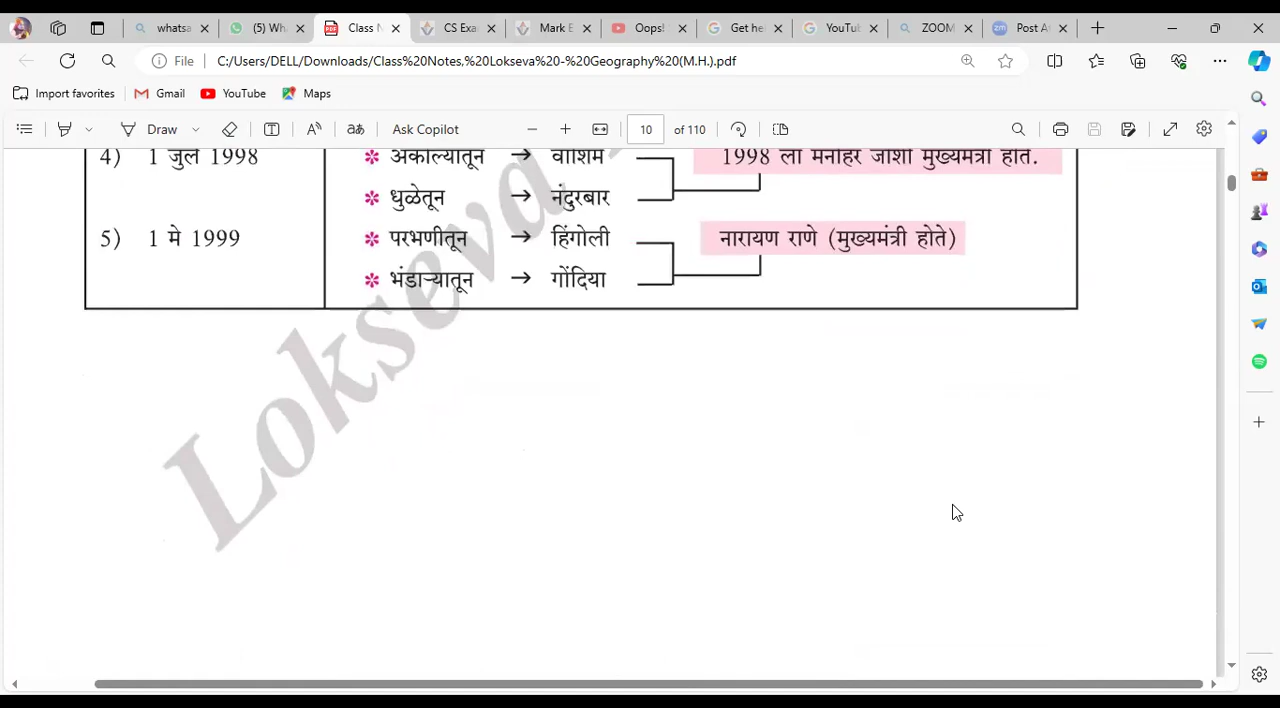 whatsa
(5) Wh
Class N
CS Exa
Mark E
Oops!
Get he
YouTu
ZOOM
Post A
File
C:/Users/DELL/Downloads/Class%20Notes,%20Lokseva%20-%20Geography%20(M.H.).pdf
Import favorites
Gmail
YouTube
Maps
Draw
Ask Copilot
10 of 110
4) 1 जुलै 1998 * अकोल्यातून → वाशिम 1998 ला मनोहर जोशी मुख्यमंत्री होते.
* धुळेतून → नंदुरबार
5) 1 मे 1999 * परभणीतून → हिंगोली नारायण राणे (मुख्यमंत्री होते)
* भंडाऱ्यातून → गोंदिया
Lokseva